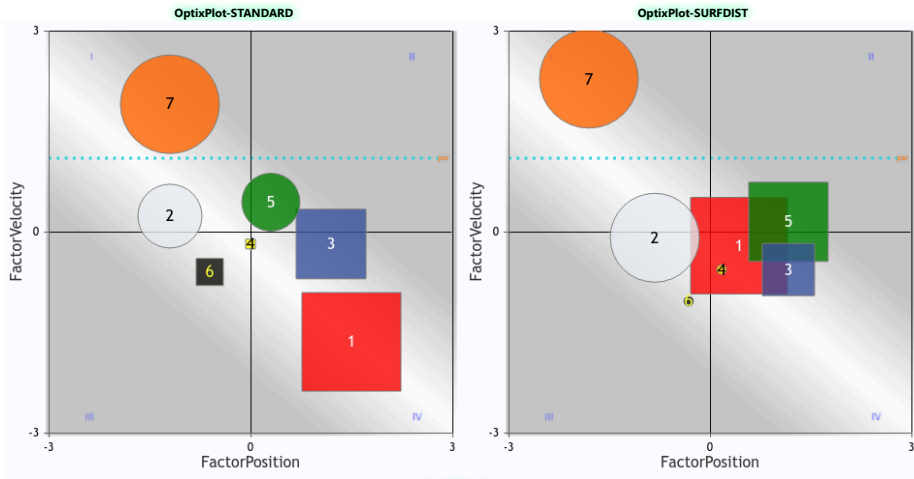 OptixPlot-STANDARD
OptixPlot-SURFDIST
3
I
II
7
FactorVelocity
0
2
5
3
4
6
1
III
IV
-3
-3
0
3
FactorPosition
3
I
II
7
FactorVelocity
0
2
5
1
3
4
6
III
IV
-3
-3
0
3
FactorPosition